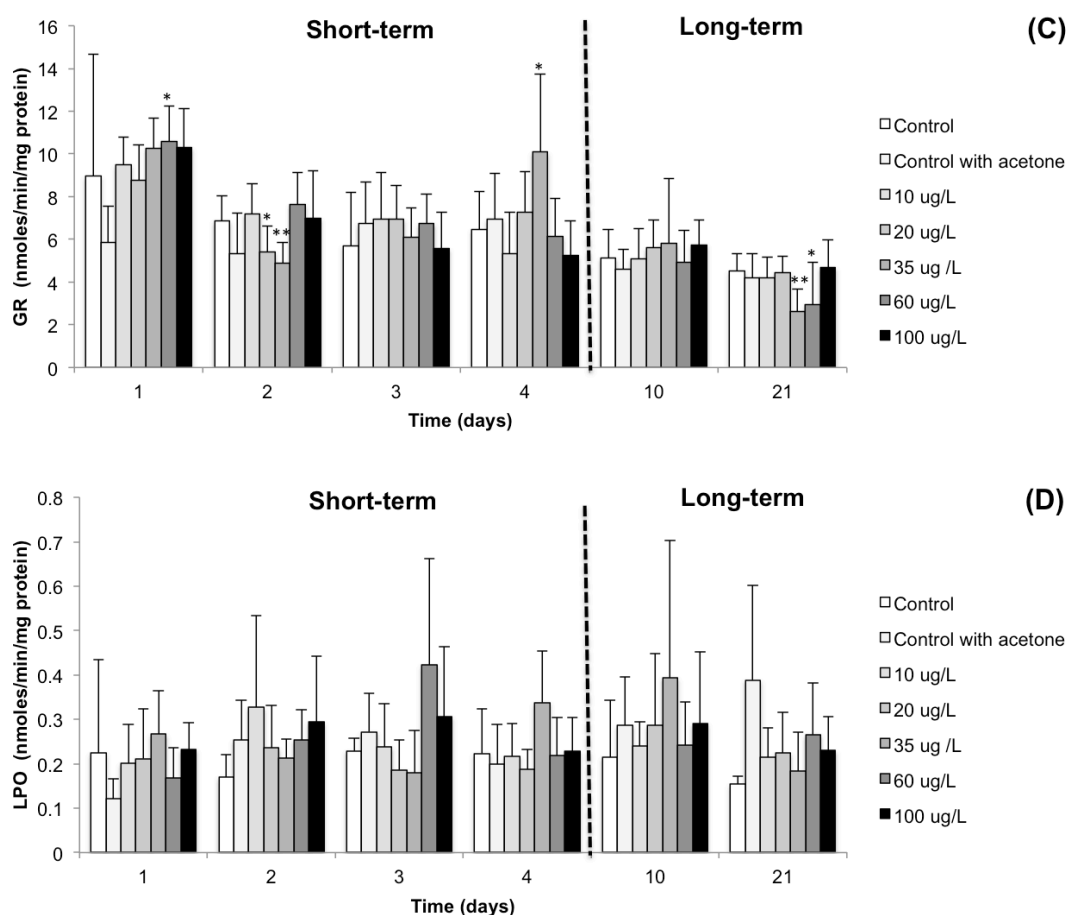 Short-term
Long-term
(C)
16
14
12
10
8
6
4
2
0
GR (nmoles/min/mg protein)
*
*
**
*
**
*
1
2
3
4
10
21
Time (days)
Control
Control with acetone
10 ug/L
20 ug/L
35 ug /L
60 ug/L
100 ug/L
Short-term
Long-term
(D)
0.8
0.7
0.6
0.5
0.4
0.3
0.2
0.1
0
LPO (nmoles/min/mg protein)
1
2
3
4
10
21
Time (days)
Control
Control with acetone
10 ug/L
20 ug/L
35 ug /L
60 ug/L
100 ug/L